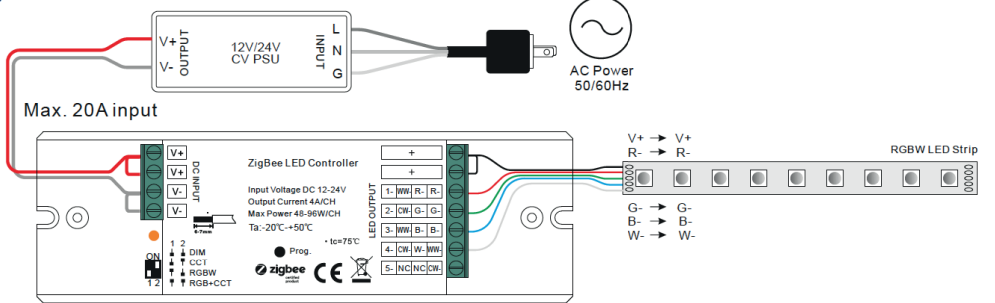 V+
V-
OUTPUT
12V/24V
CV PSU
INPUT
L
N
G
AC Power
50/60Hz
Max. 20A input
V+
V+
V-
V-
DC INPUT
6-7mm
ZigBee LED Controller
Input Voltage DC 12-24V
Output Current 4A/CH
Max Power 48-96W/CH
Ta:-20℃-+50℃
• tc=75℃
Prog.
zigbee
certified
product
CE
ON
1 2
1 2
DIM
CCT
RGBW
RGB+CCT
LED OUTPUT
+
+
1- WW- R- R-
2- CW- G- G-
3- WW- B- B-
4- CW- W- WW-
5- NC NC CW-
V+ → V+
R- → R-
RGBW LED Strip
G- → G-
B- → B-
W- → W-